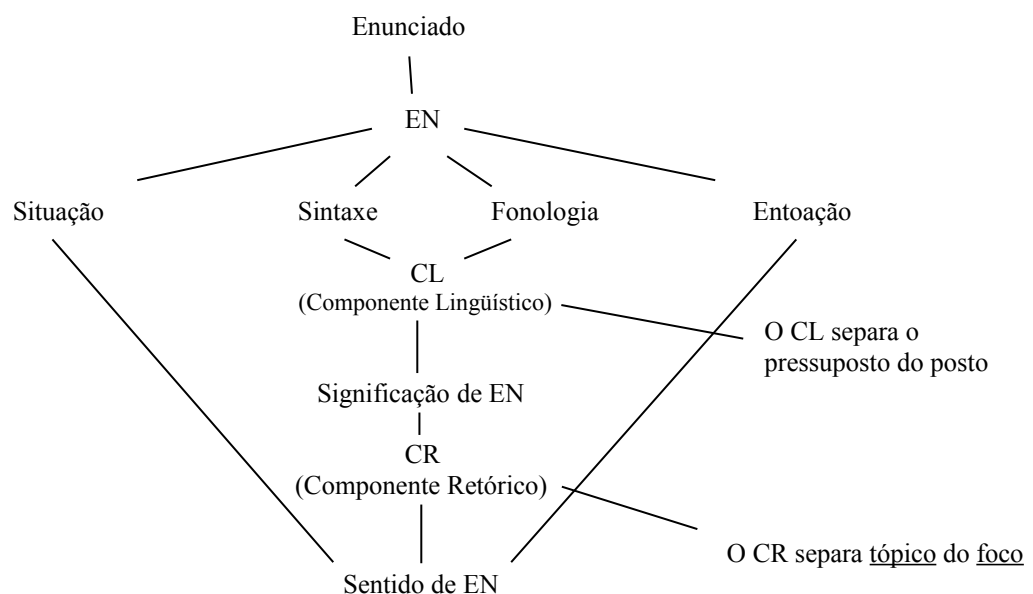 Enunciado
EN
Situação
Sintaxe
Fonologia
Entoação
CL
(Componente Lingüístico)
O CL separa o
pressuposto do posto
Significação de EN
CR
(Componente Retórico)
O CR separa tópico do foco
Sentido de EN